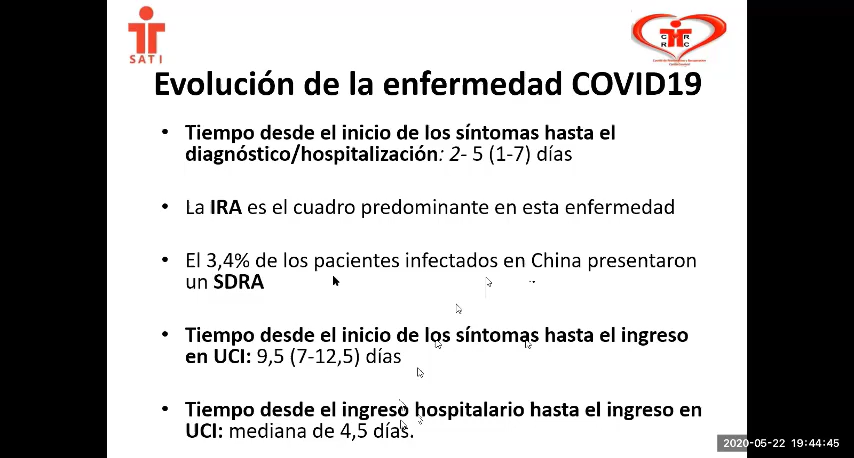 SATI
C R
R C
Evolución de la enfermedad COVID19
• Tiempo desde el inicio de los síntomas hasta el
diagnóstico/hospitalización: 2- 5 (1-7) días
• La IRA es el cuadro predominante en esta enfermedad
• El 3,4% de los pacientes infectados en China presentaron
un SDRA
• Tiempo desde el inicio de los síntomas hasta el ingreso
en UCI: 9,5 (7-12,5) días
• Tiempo desde el ingreso hospitalario hasta el ingreso en
UCI: mediana de 4,5 días.
2020-05-22 19:44:45